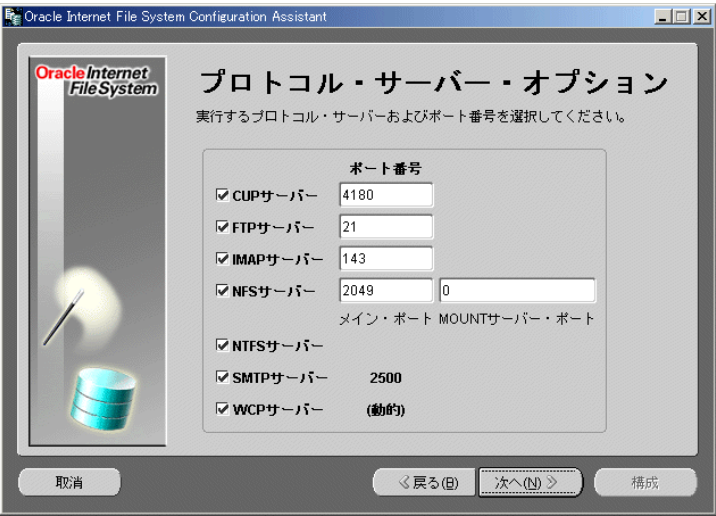 Oracle Internet File System Configuration Assistant
Oracle Internet
File System
プロトコル・サーバー・オプション
実行するプロトコル・サーバーおよびポート番号を選択してください。
ポート番号
CUPサーバー 4180
FTPサーバー 21
IMAPサーバー 143
NFSサーバー 2049 0
メイン・ポート MOUNTサーバー・ポート
NTFSサーバー
SMTPサーバー 2500
WCPサーバー (動的)
取消 戻る(B) 次へ(N) 構成